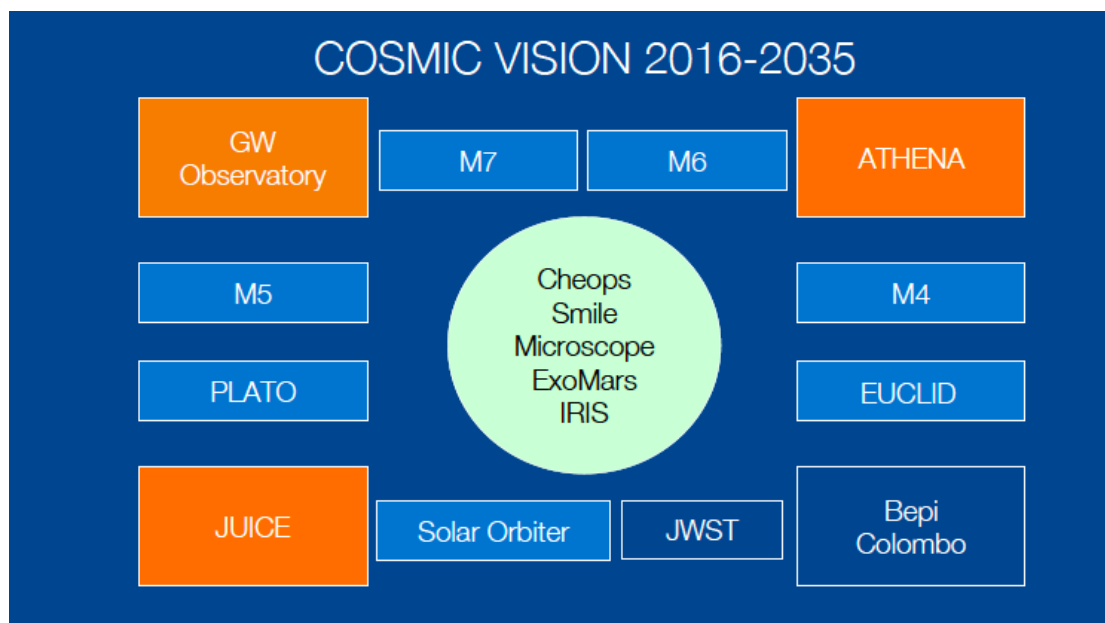 COSMIC VISION 2016-2035
GW
Observatory
M7
M6
ATHENA
M5
Cheops
Smile
Microscope
ExoMars
IRIS
M4
PLATO
EUCLID
JUICE
Solar Orbiter
JWST
Bepi
Colombo